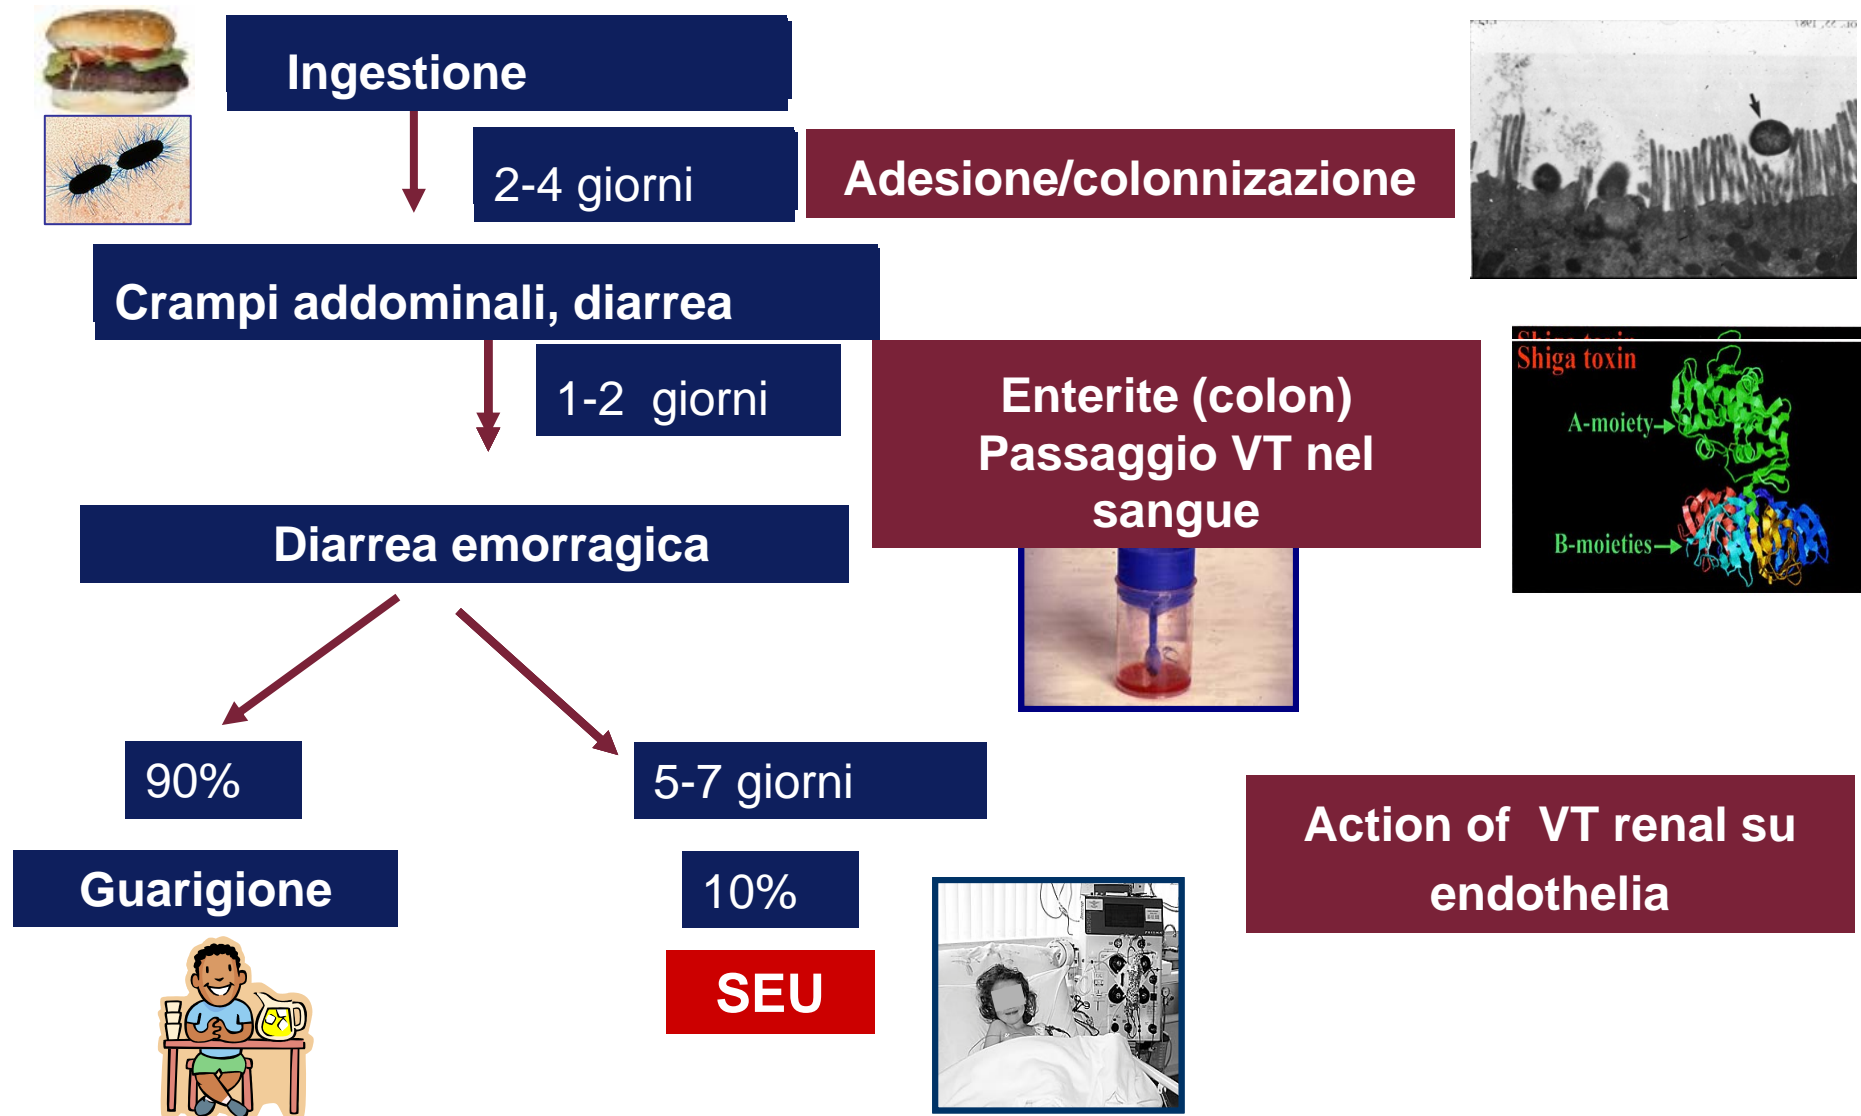 Ingestione
2-4 giorni
Adesione/colonnizazione
Crampi addominali, diarrea
1-2 giorni
Enterite (colon)
Passaggio VT nel
sangue
Shiga toxin
A-moiety
B-moieties
Diarrea emorragica
90%
5-7 giorni
Guarigione
10%
SEU
Action of VT renal su
endothelia